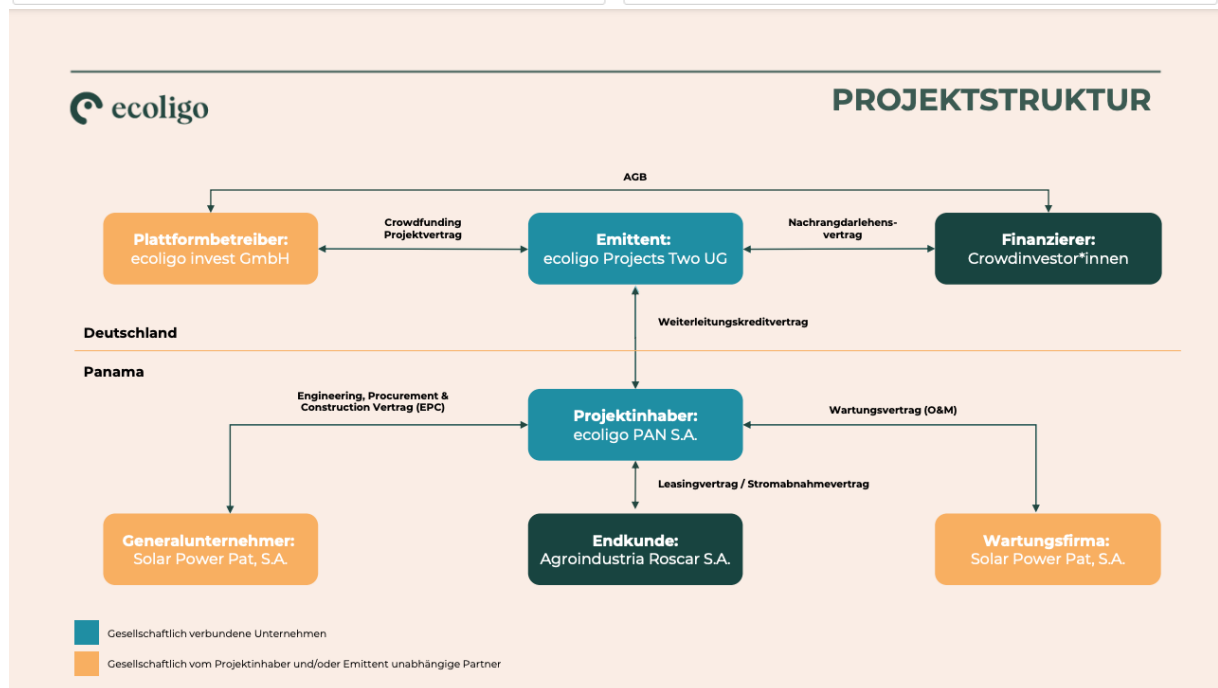 ecoligo
PROJEKTSTRUKTUR
AGB
Plattformbetreiber:
ecoligo invest GmbH
Crowdfunding
Projektvertrag
Emittent:
ecoligo Projects Two UG
Nachrangdarlehens-
vertrag
Finanzierer:
Crowdinvestor*innen
Weiterleitungskreditvertrag
Deutschland
Panama
Engineering, Procurement &
Construction Vertrag (EPC)
Projektinhaber:
ecoligo PAN S.A.
Wartungsvertrag (O&M)
Leasingvertrag / Stromabnahmevertrag
Generalunternehmer:
Solar Power Pat, S.A.
Endkunde:
Agroindustria Roscar S.A.
Wartungsfirma:
Solar Power Pat, S.A.
Gesellschaftlich verbundene Unternehmen
Gesellschaftlich vom Projektinhaber und/oder Emittent unabhängige Partner